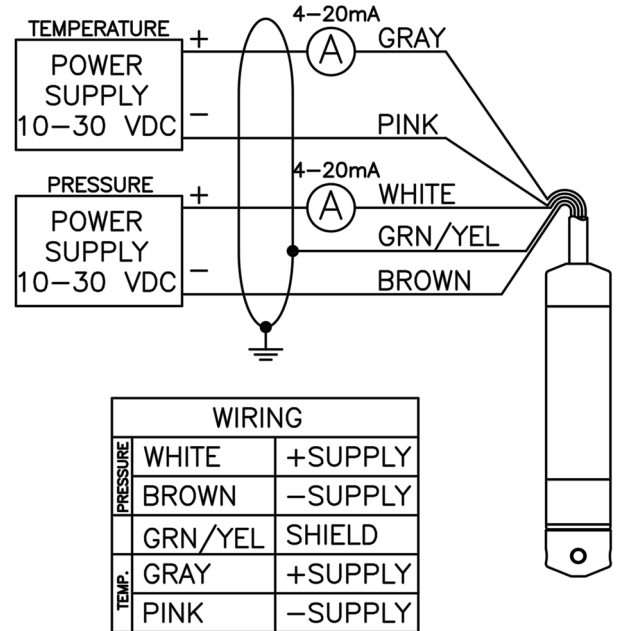 4-20mA
TEMPERATURE
+
A
GRAY
POWER
SUPPLY
10-30 VDC
-
PINK
4-20mA
PRESSURE
+
A
WHITE
POWER
SUPPLY
10-30 VDC
GRN/YEL
-
BROWN
WIRING
PRESSURE
WHITE +SUPPLY
BROWN -SUPPLY
GRN/YEL SHIELD
TEMP.
GRAY +SUPPLY
PINK -SUPPLY